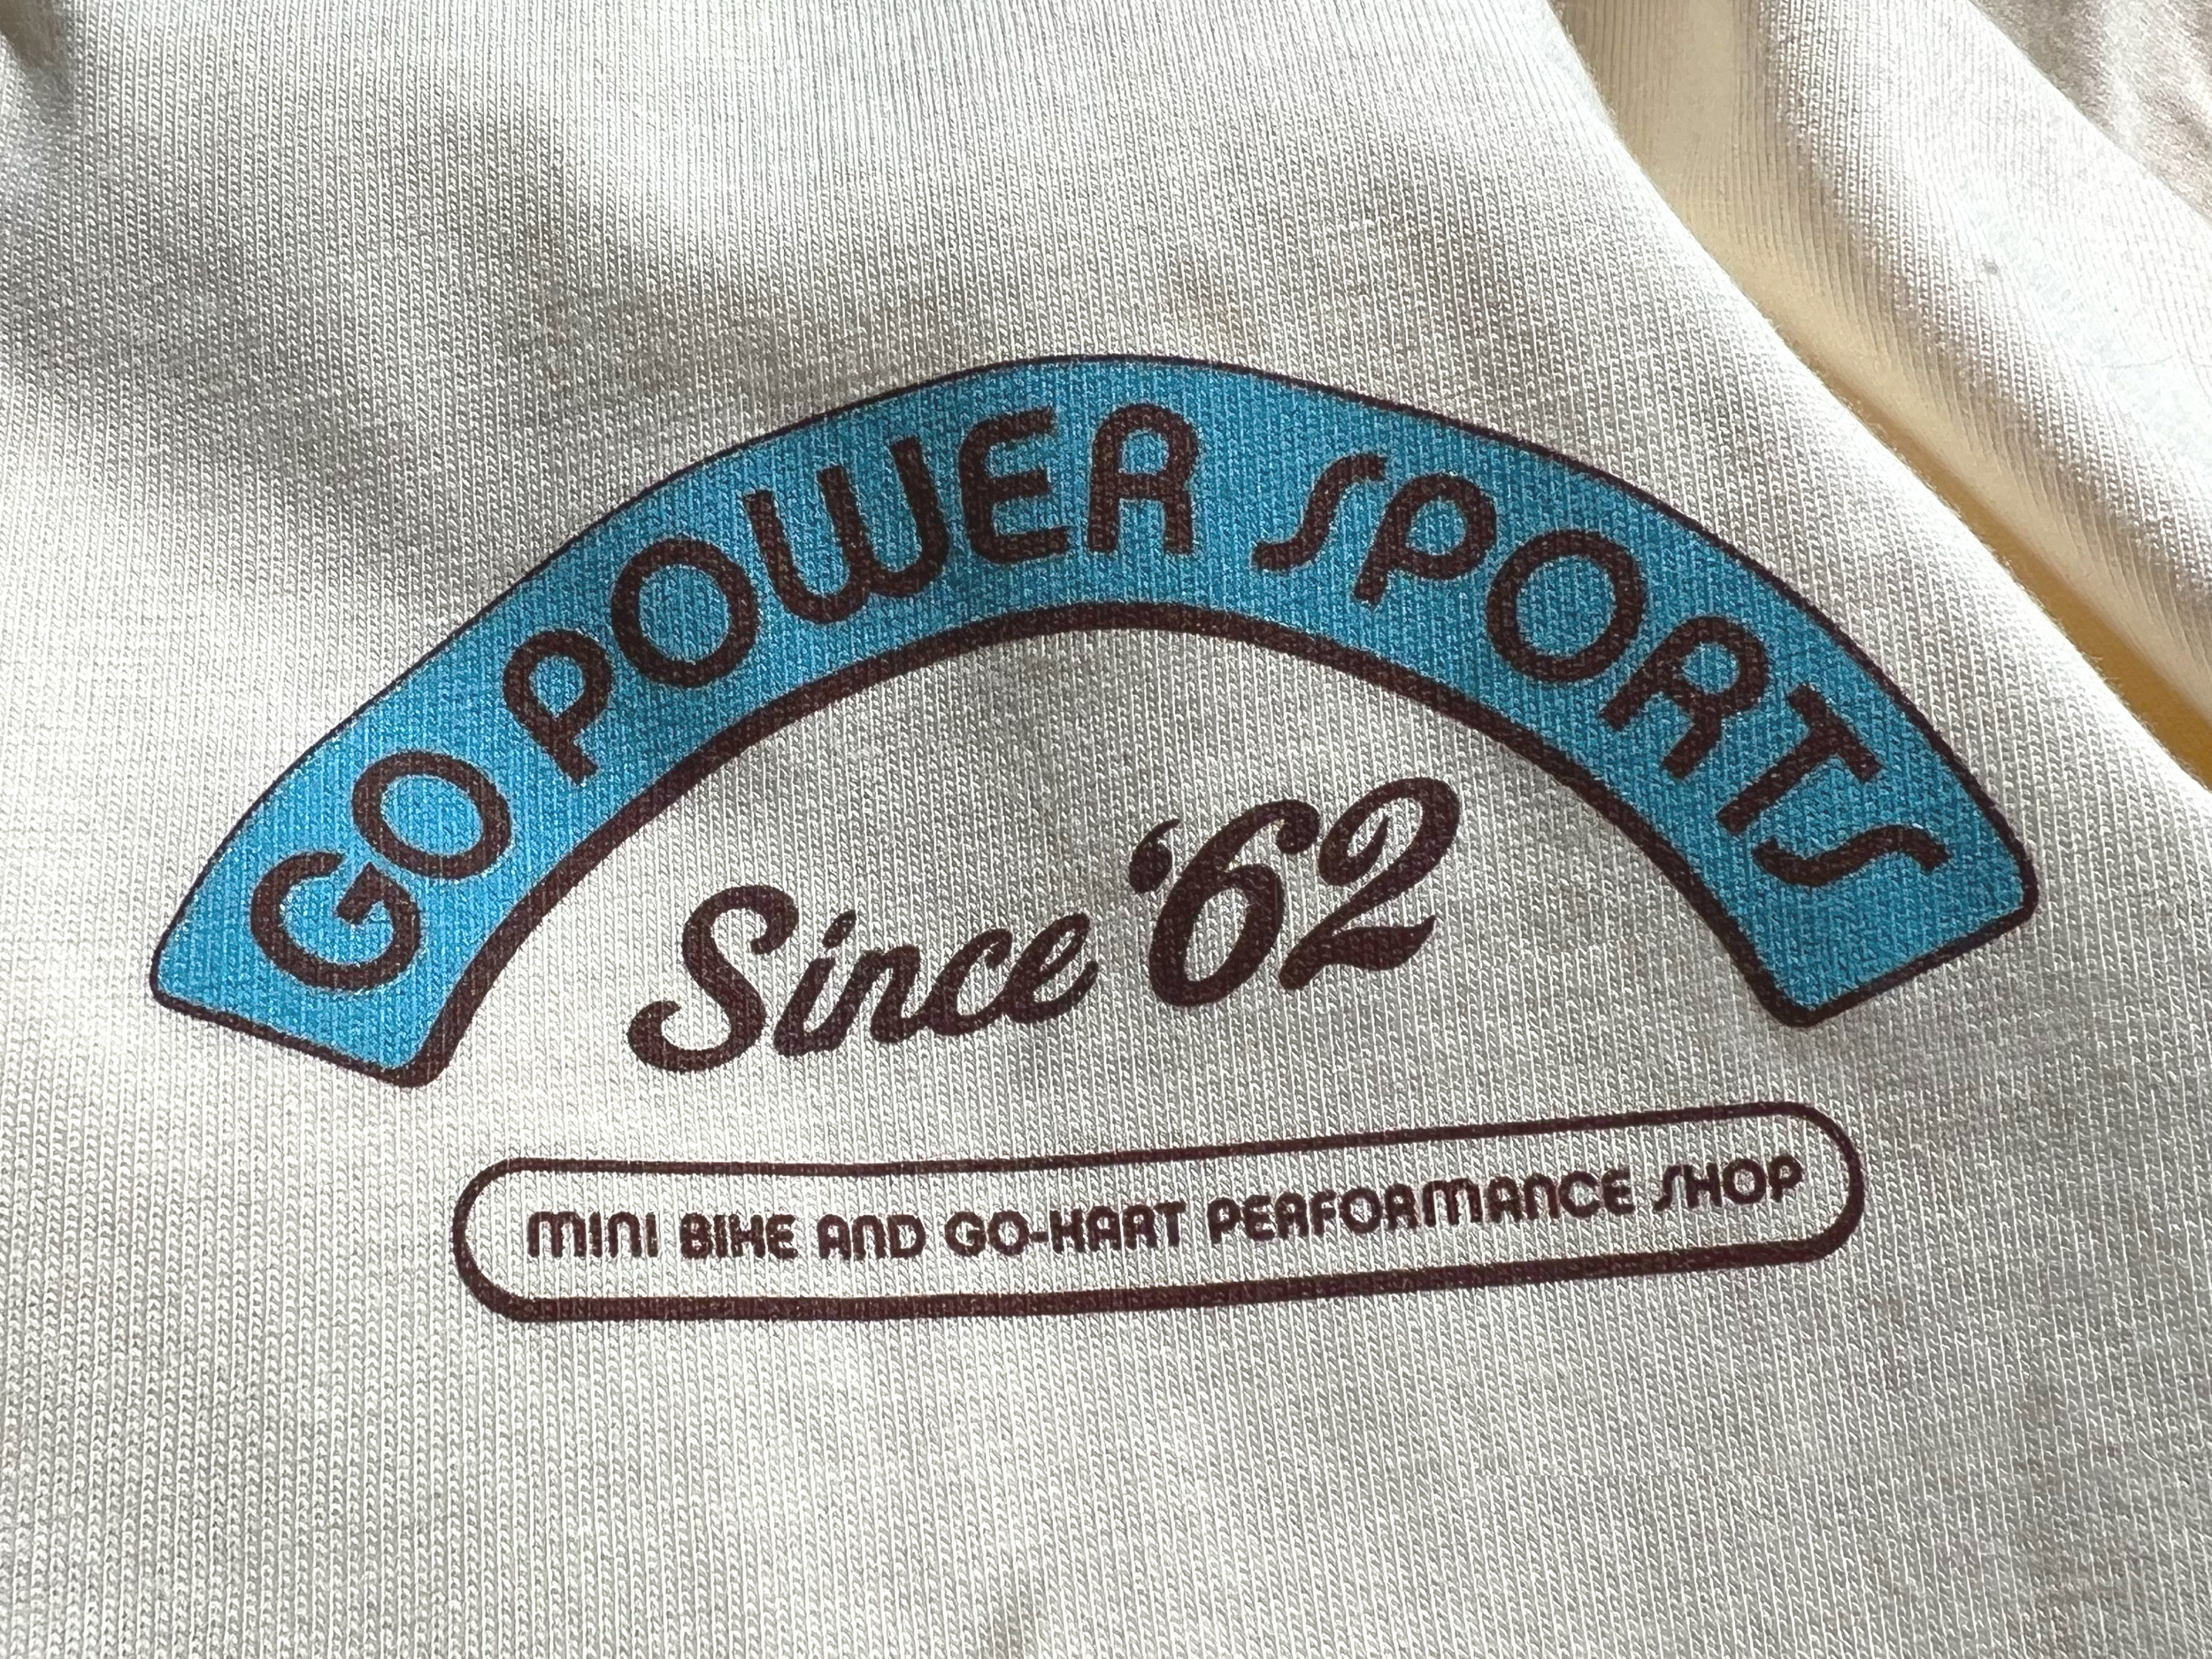 GO POWER SPORTS
Since '62
MINI BIKE AND GO-KART PERFORMANCE SHOP